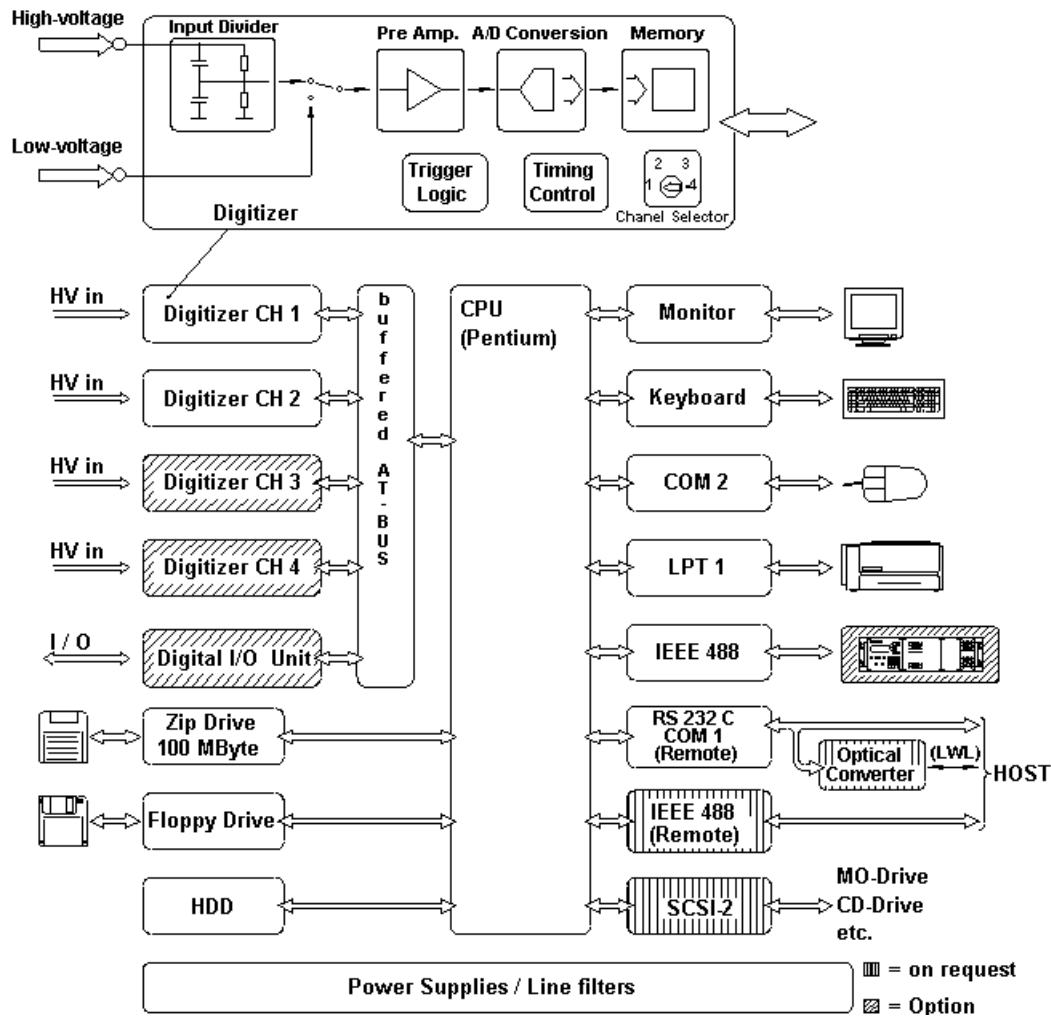 High-voltage
Input Divider
Pre Amp.
A/D Conversion
Memory
Low-voltage
Trigger
Logic
Timing
Control
2 3
1 4
Chanel Selector
Digitizer
HV in
Digitizer CH 1
HV in
Digitizer CH 2
HV in
Digitizer CH 3
HV in
Digitizer CH 4
I / O
Digital I/O Unit
buffered AT-BUS
CPU
(Pentium)
Monitor
Keyboard
COM 2
LPT 1
IEEE 488
Zip Drive
100 MByte
RS 232 C
COM 1
(Remote)
Optical
Converter
(LWL)
HOST
Floppy Drive
IEEE 488
(Remote)
HDD
SCSI-2
MO-Drive
CD-Drive
etc.
Power Supplies / Line filters
= on request
= Option